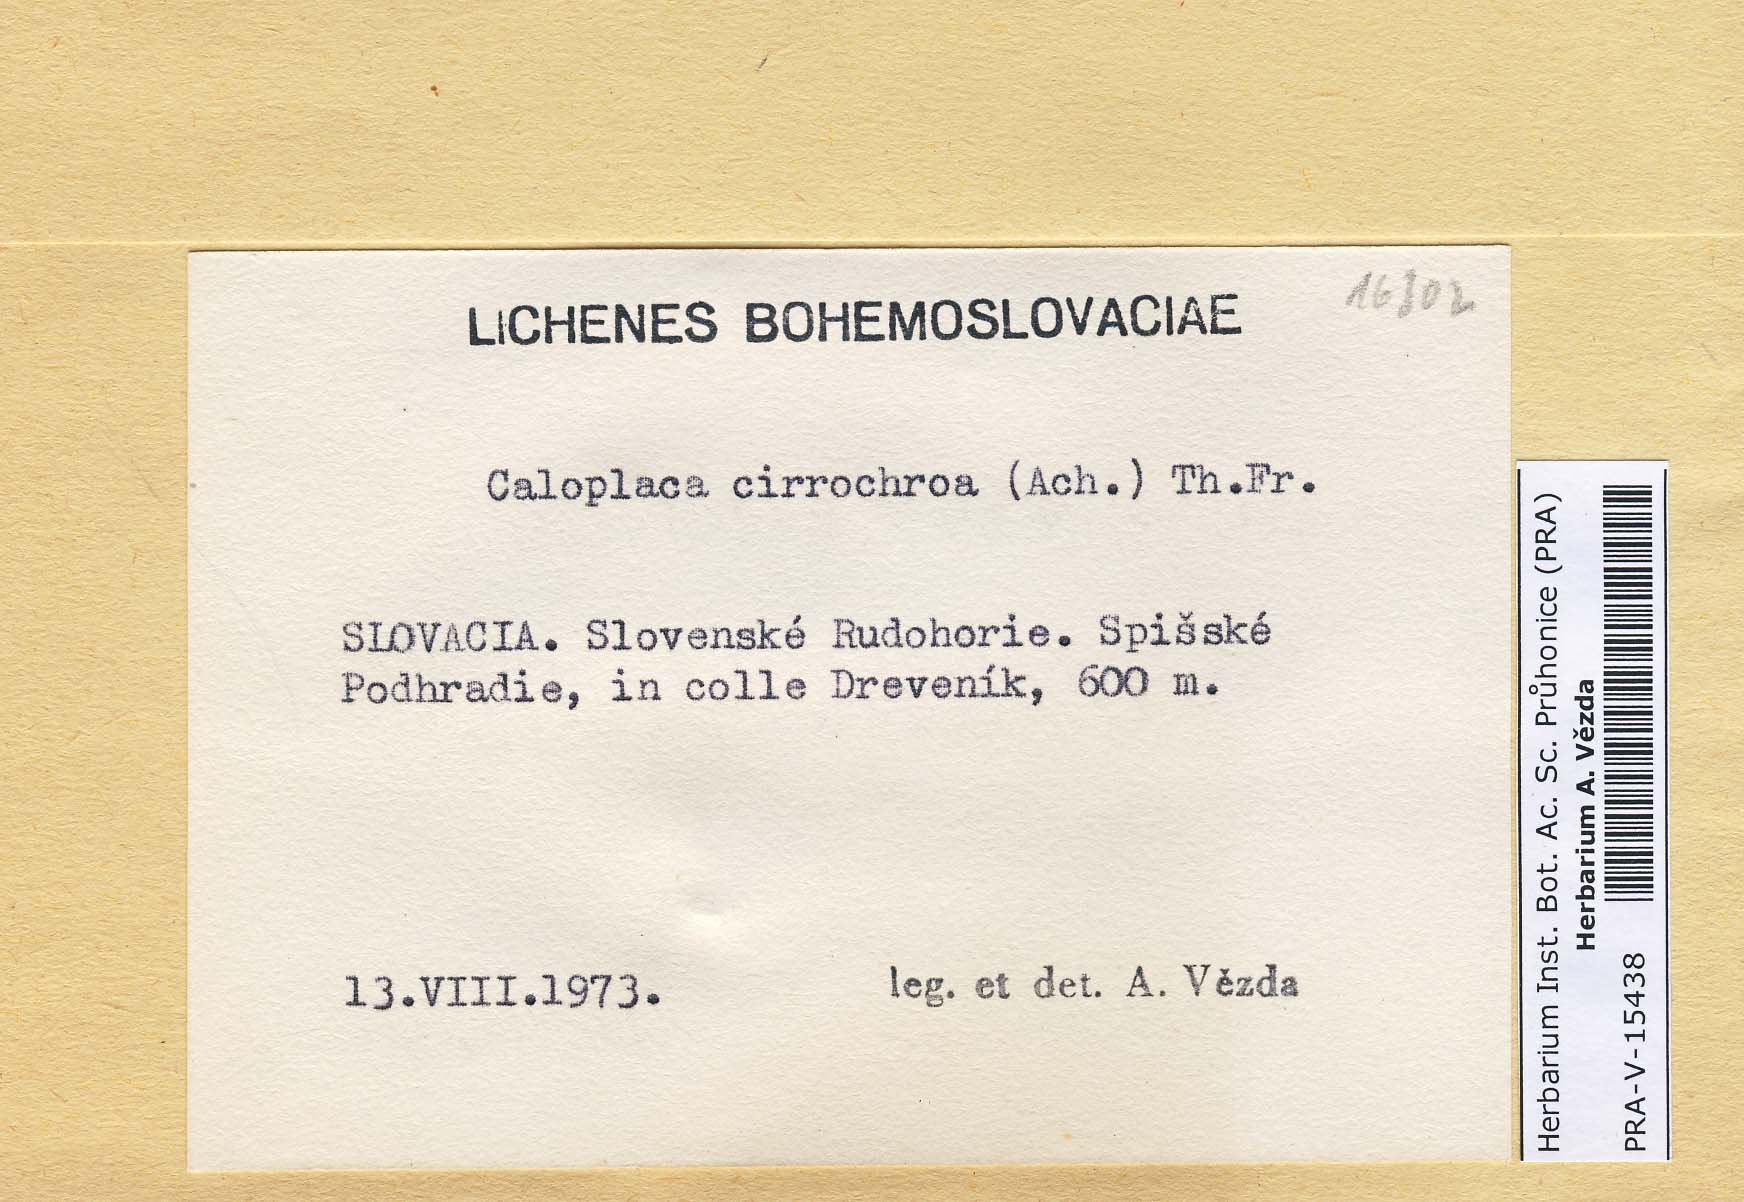 16302
LICHENES BOHEMOSLOVACIAE
Caloplaca cirrochroa (Ach.) Th.Fr.
SLOVACIA. Slovenské Rudohorie. Spišské
Podhradie, in colle Dreveník, 600 m.
13.VIII.1973.
leg. et det. A. Vězda
Herbarium Inst. Bot. Ac. Sc. Průhonice (PRA)
Herbarium A. Vězda
PRA-V-15438